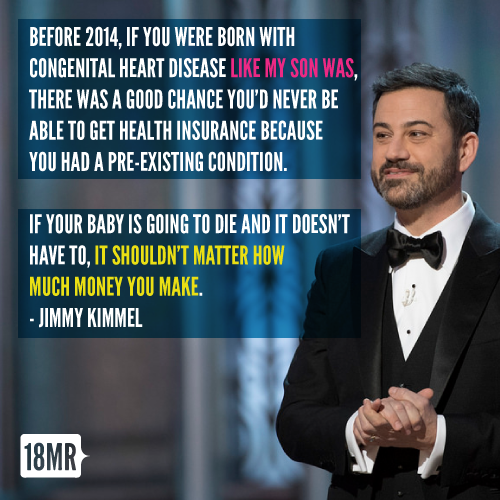 BEFORE 2014, IF YOU WERE BORN WITH
CONGENITAL HEART DISEASE LIKE MY SON WAS,
THERE WAS A GOOD CHANCE YOU'D NEVER BE
ABLE TO GET HEALTH INSURANCE BECAUSE
YOU HAD A PRE-EXISTING CONDITION.
IF YOUR BABY IS GOING TO DIE AND IT DOESN'T
HAVE TO, IT SHOULDN'T MATTER HOW
MUCH MONEY YOU MAKE.
- JIMMY KIMMEL
18MR